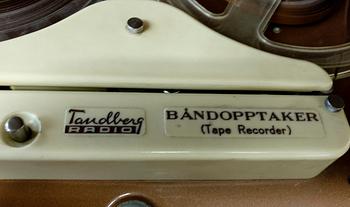 Tandberg
RADIO
BÅNDOPPTAKER
(Tape Recorder)